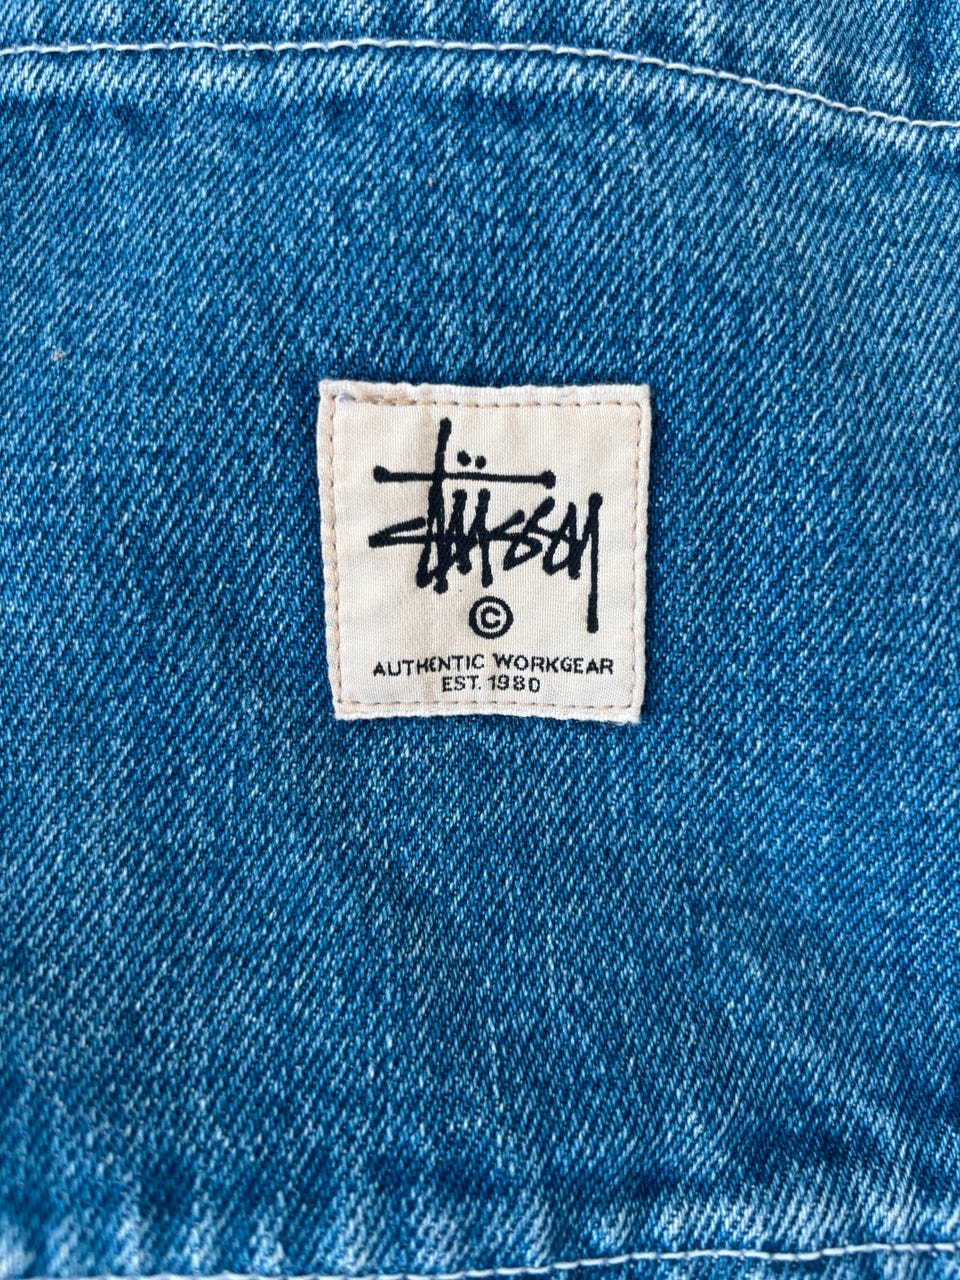 Stüssy
©
AUTHENTIC WORKGEAR
EST. 1980